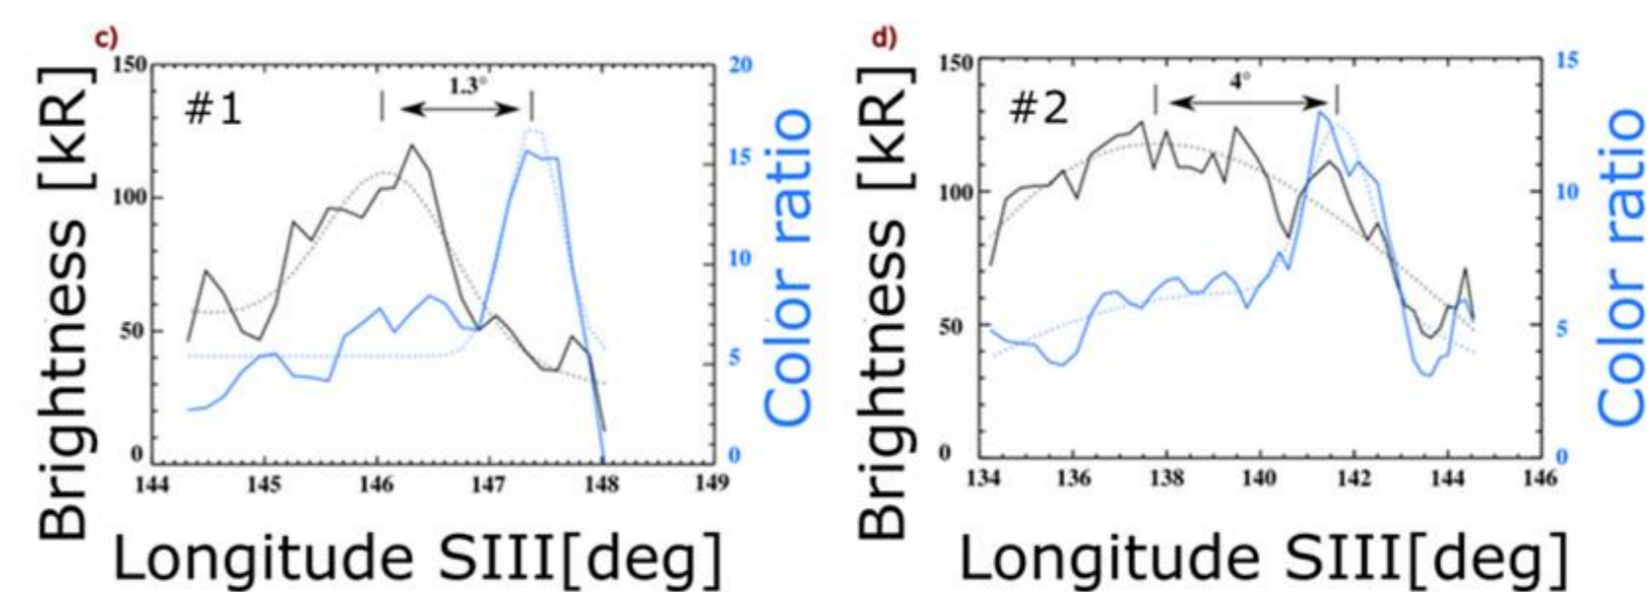 c)
150
100
50
0
Brightness [kR]
#1
1.3°
20
15
10
5
0
Color ratio
144 145 146 147 148 149
Longitude SIII[deg]
d)
150
100
50
0
Brightness [kR]
#2
4°
15
10
5
0
Color ratio
134 136 138 140 142 144 146
Longitude SIII[deg]